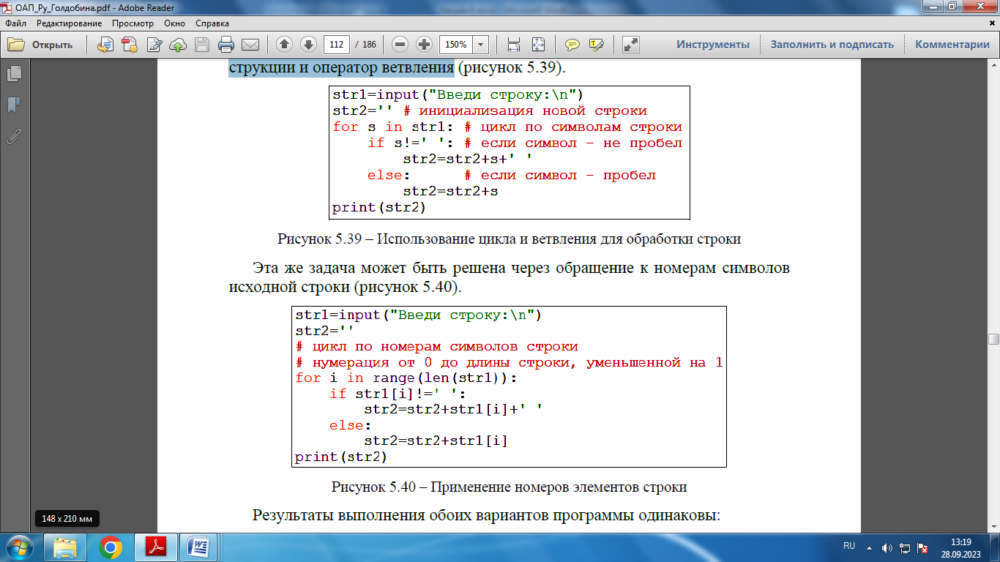 ОАП_Ру_Голдобина.pdf - Adobe Reader
Файл Редактирование Просмотр Окно Справка
Открыть 112 / 186 150% Инструменты Заполнить и подписать Комментарии
струкции и оператор ветвления (рисунок 5.39).
str1=input("Введи строку:\n")
str2='' # инициализация новой строки
for s in str1: # цикл по символам строки
    if s!=' ': # если символ – не пробел
        str2=str2+s+' '
    else:      # если символ – пробел
        str2=str2+s
print(str2)
Рисунок 5.39 – Использование цикла и ветвления для обработки строки
Эта же задача может быть решена через обращение к номерам символов
исходной строки (рисунок 5.40).
str1=input("Введи строку:\n")
str2=''
# цикл по номерам символов строки
# нумерация от 0 до длины строки, уменьшенной на 1
for i in range(len(str1)):
    if str1[i]!=' ':
        str2=str2+str1[i]+' '
    else:
        str2=str2+str1[i]
print(str2)
Рисунок 5.40 – Применение номеров элементов строки
Результаты выполнения обоих вариантов программы одинаковы:
148 x 210 мм
RU 13:19
28.09.2023